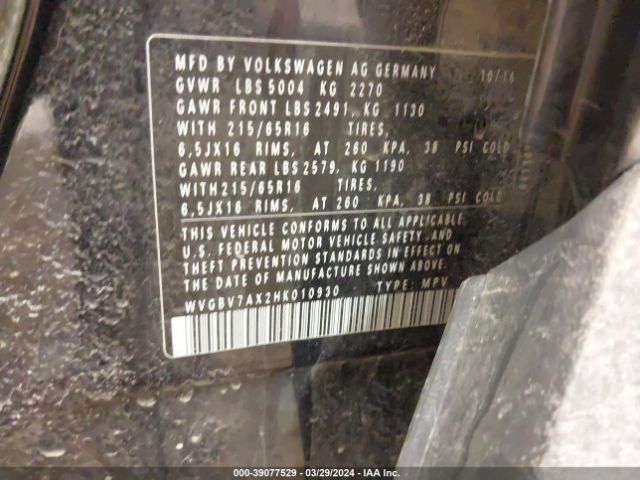 MFD BY VOLKSWAGEN AG GERMANY 10/16
GVWR LBS 5004 KG 2270
GAWR FRONT LBS 2491, KG 1130
WITH 215/65R16 TIRES,
6,5JX16 RIMS, AT 260 KPA, 38 PSI COLD
GAWR REAR LBS 2579, KG 1190
WITH 215/65R16 TIRES,
6,5JX16 RIMS, AT 260 KPA, 38 PSI COLD
THIS VEHICLE CONFORMS TO ALL APPLICABLE
U.S. FEDERAL MOTOR VEHICLE SAFETY AND
THEFT PREVENTION STANDARDS IN EFFECT ON
THE DATE OF MANUFACTURE SHOWN ABOVE.
WVGBV7AX2HK010930 TYPE: MPV
000-39077529 - 03/29/2024 - IAA Inc.